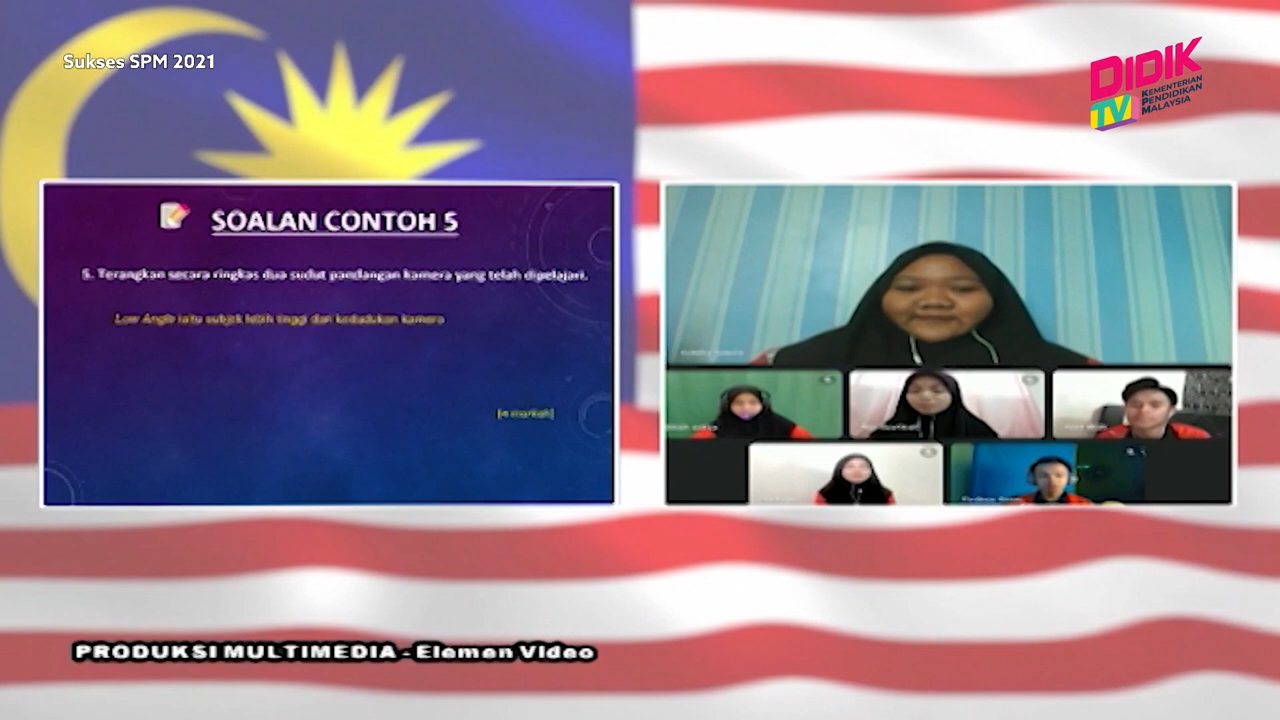 Sukses SPM 2021
DIDIK
TV
KEMENTERIAN
PENDIDIKAN
MALAYSIA
SOALAN CONTOH 5
5. Terangkan secara ringkas dua sudut pandangan kamera yang telah dipelajari.
Low Angle iaitu subjek lebih tinggi dari kedudukan kamera
[4 markah]
PRODUKSI MULTIMEDIA - Elemen Video